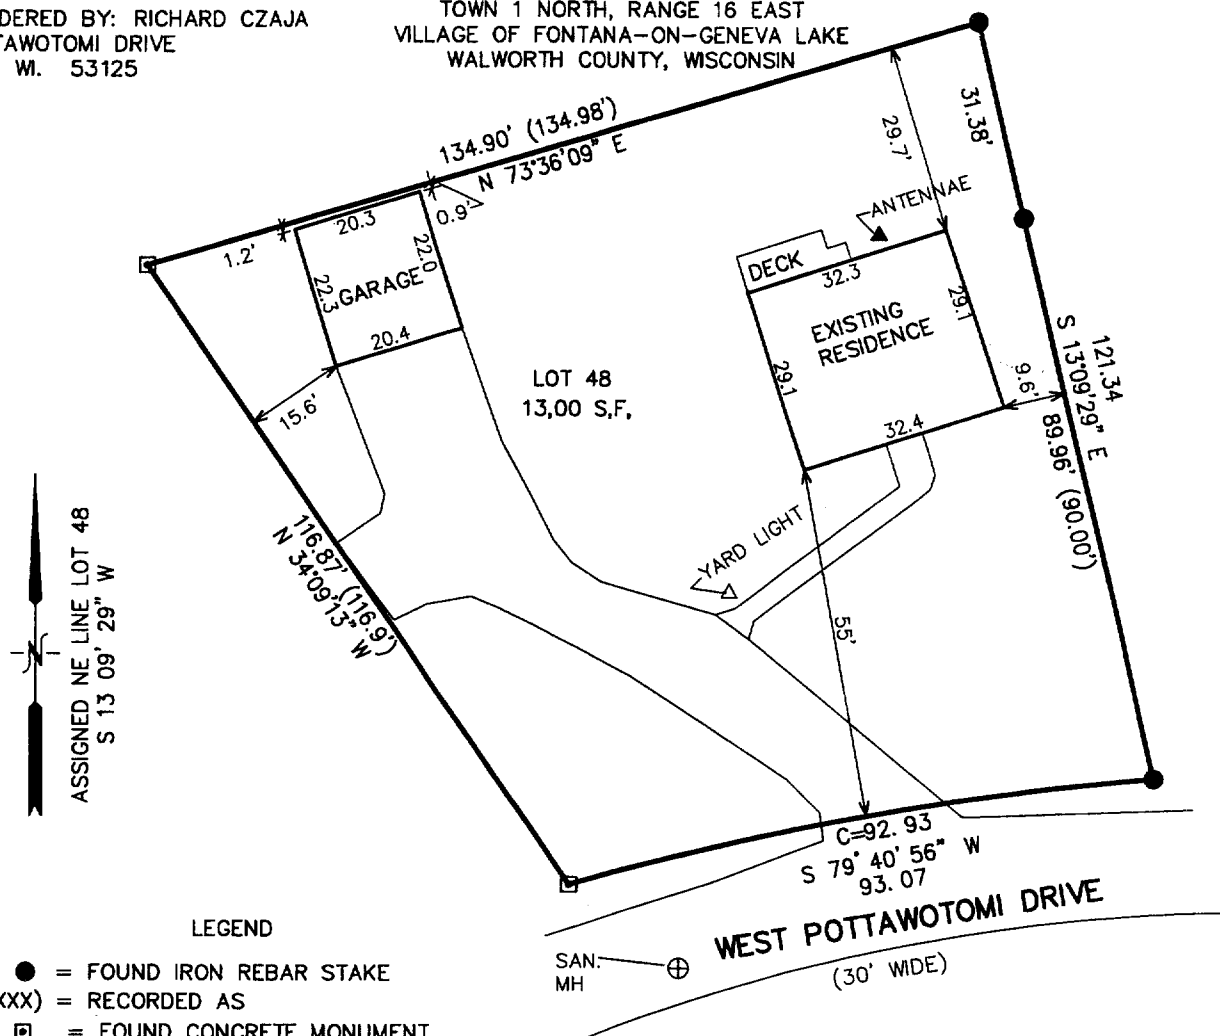 DERED BY: RICHARD CZAJA
TAWOTOMI DRIVE
WI. 53125
TOWN 1 NORTH, RANGE 16 EAST
VILLAGE OF FONTANA-ON-GENEVA LAKE
WALWORTH COUNTY, WISCONSIN
134.90' (134.98')
N 73°36'09" E
31.38'
29.7'
ANTENNAE
1.2'
20.3
0.9'
22.3
22.0
GARAGE
20.4
15.6'
DECK
32.3
EXISTING
RESIDENCE
29.1
29.1
32.4
9.6'
LOT 48
13,00 S.F.
121.34
S 13°09'29" E
89.96' (90.00')
YARD LIGHT
55'
116.87' (116.9')
N 34°09'13" W
N
ASSIGNED NE LINE LOT 48
S 13 09' 29" W
C=92. 93
S 79° 40' 56" W
93. 07
WEST POTTAWOTOMI DRIVE
(30' WIDE)
SAN.
MH
LEGEND
= FOUND IRON REBAR STAKE
XXX) = RECORDED AS
= FOUND CONCRETE MONUMENT